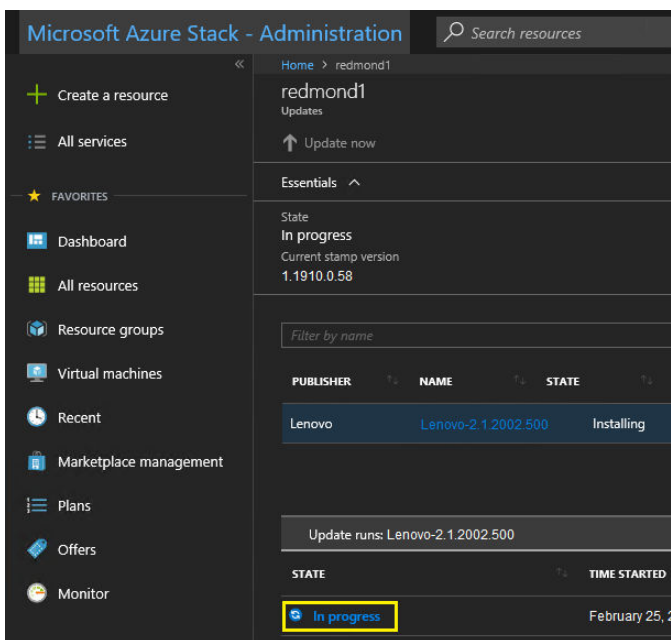 Microsoft Azure Stack - Administration
Search resources
«
Home > redmond1
redmond1
Updates
Update now
Create a resource
All services
FAVORITES
Dashboard
All resources
Resource groups
Virtual machines
Recent
Marketplace management
Plans
Offers
Monitor
Essentials
State
In progress
Current stamp version
1.1910.0.58
Filter by name
PUBLISHER NAME STATE
Lenovo Lenovo-2.1.2002.500 Installing
Update runs: Lenovo-2.1.2002.500
STATE TIME STARTED
In progress February 25, 2